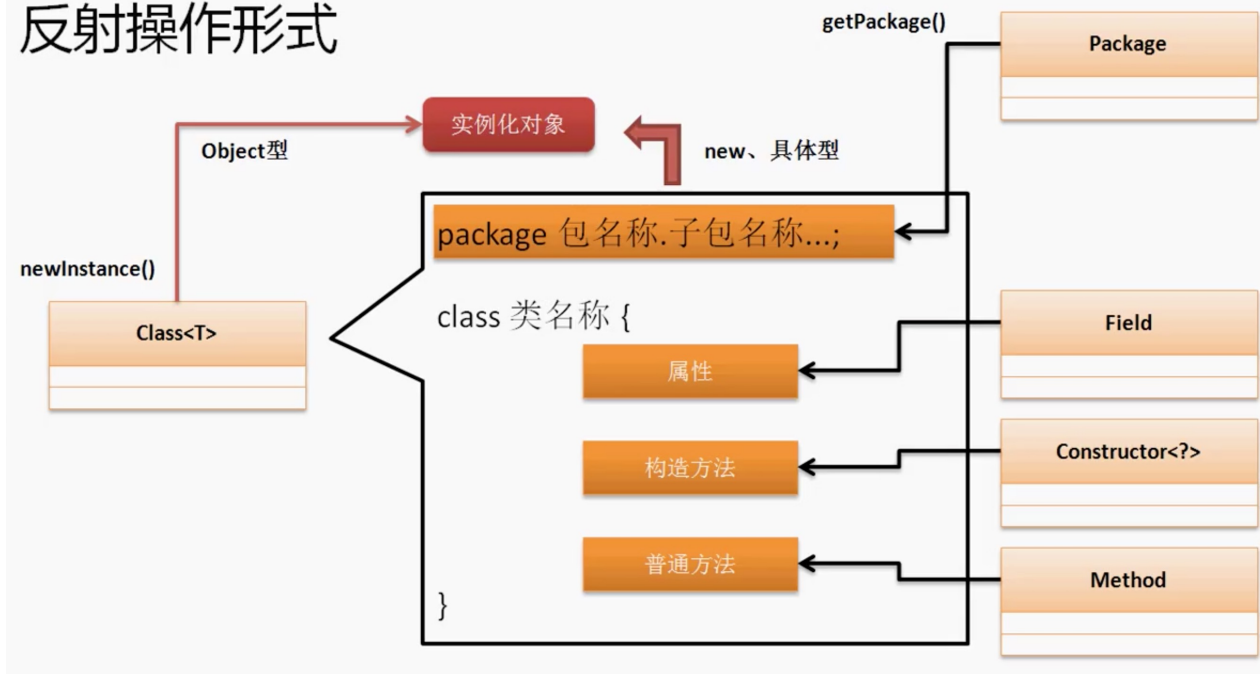 反射操作形式
getPackage()
Package
实例化对象
Object型
new、具体型
package 包名称.子包名称...;
newInstance()
Class<T>
class 类名称 {
Field
属性
Constructor<?>
构造方法
普通方法
Method
}